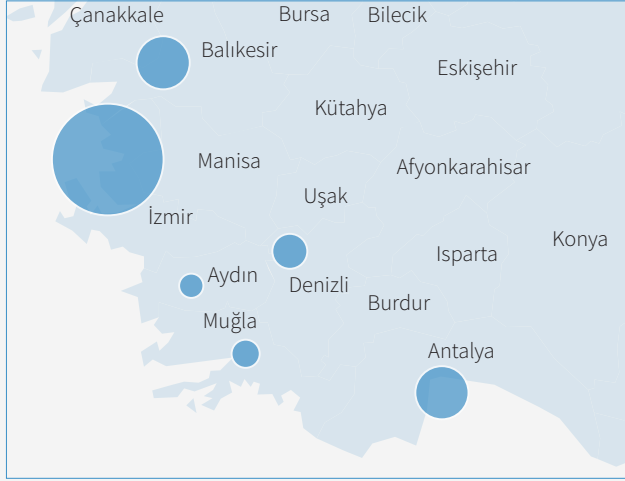 Çanakkale
Bursa
Bilecik
Balıkesir
Eskişehir
Kütahya
Manisa
Afyonkarahisar
Uşak
İzmir
Konya
Isparta
Aydın
Denizli
Burdur
Muğla
Antalya